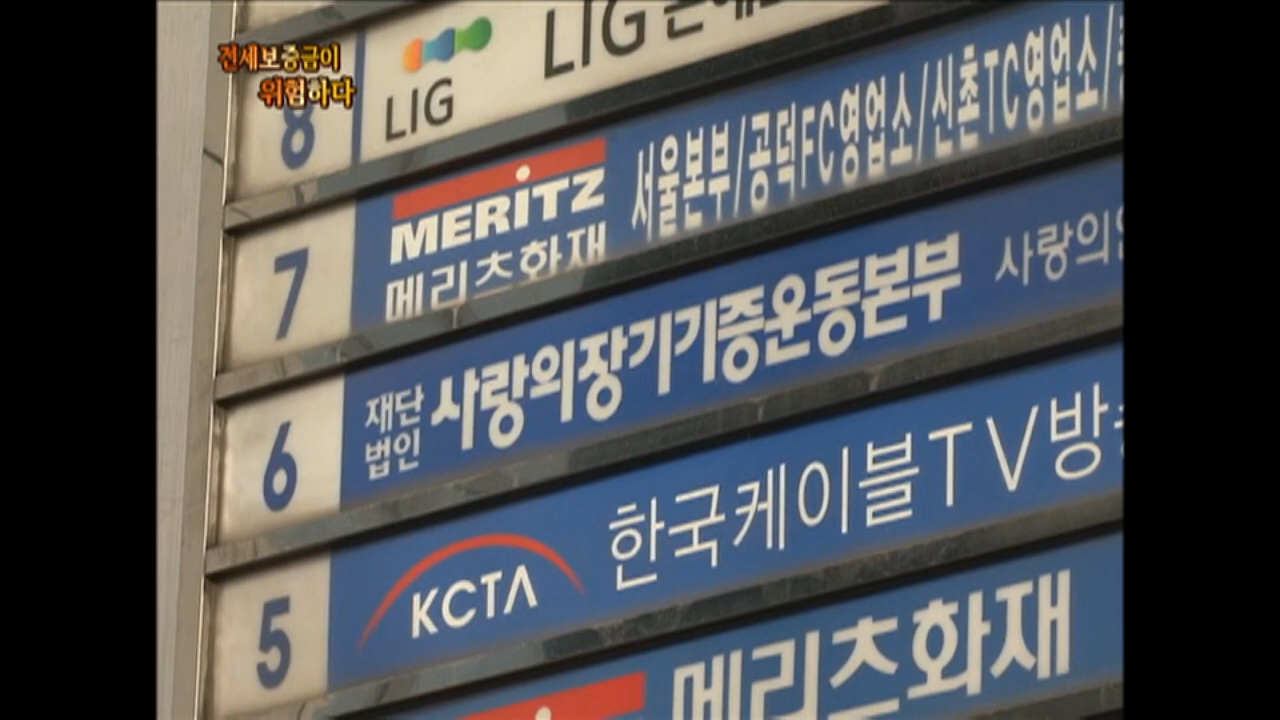 전세보증금이
위험하다
8 LIG LIG
7 MERITZ 메리츠화재 서울본부/공덕FC영업소/신촌TC영업소/
6 재단법인 사랑의장기기증운동본부 사랑의
5 KCTA 한국케이블TV방
메리츠화재